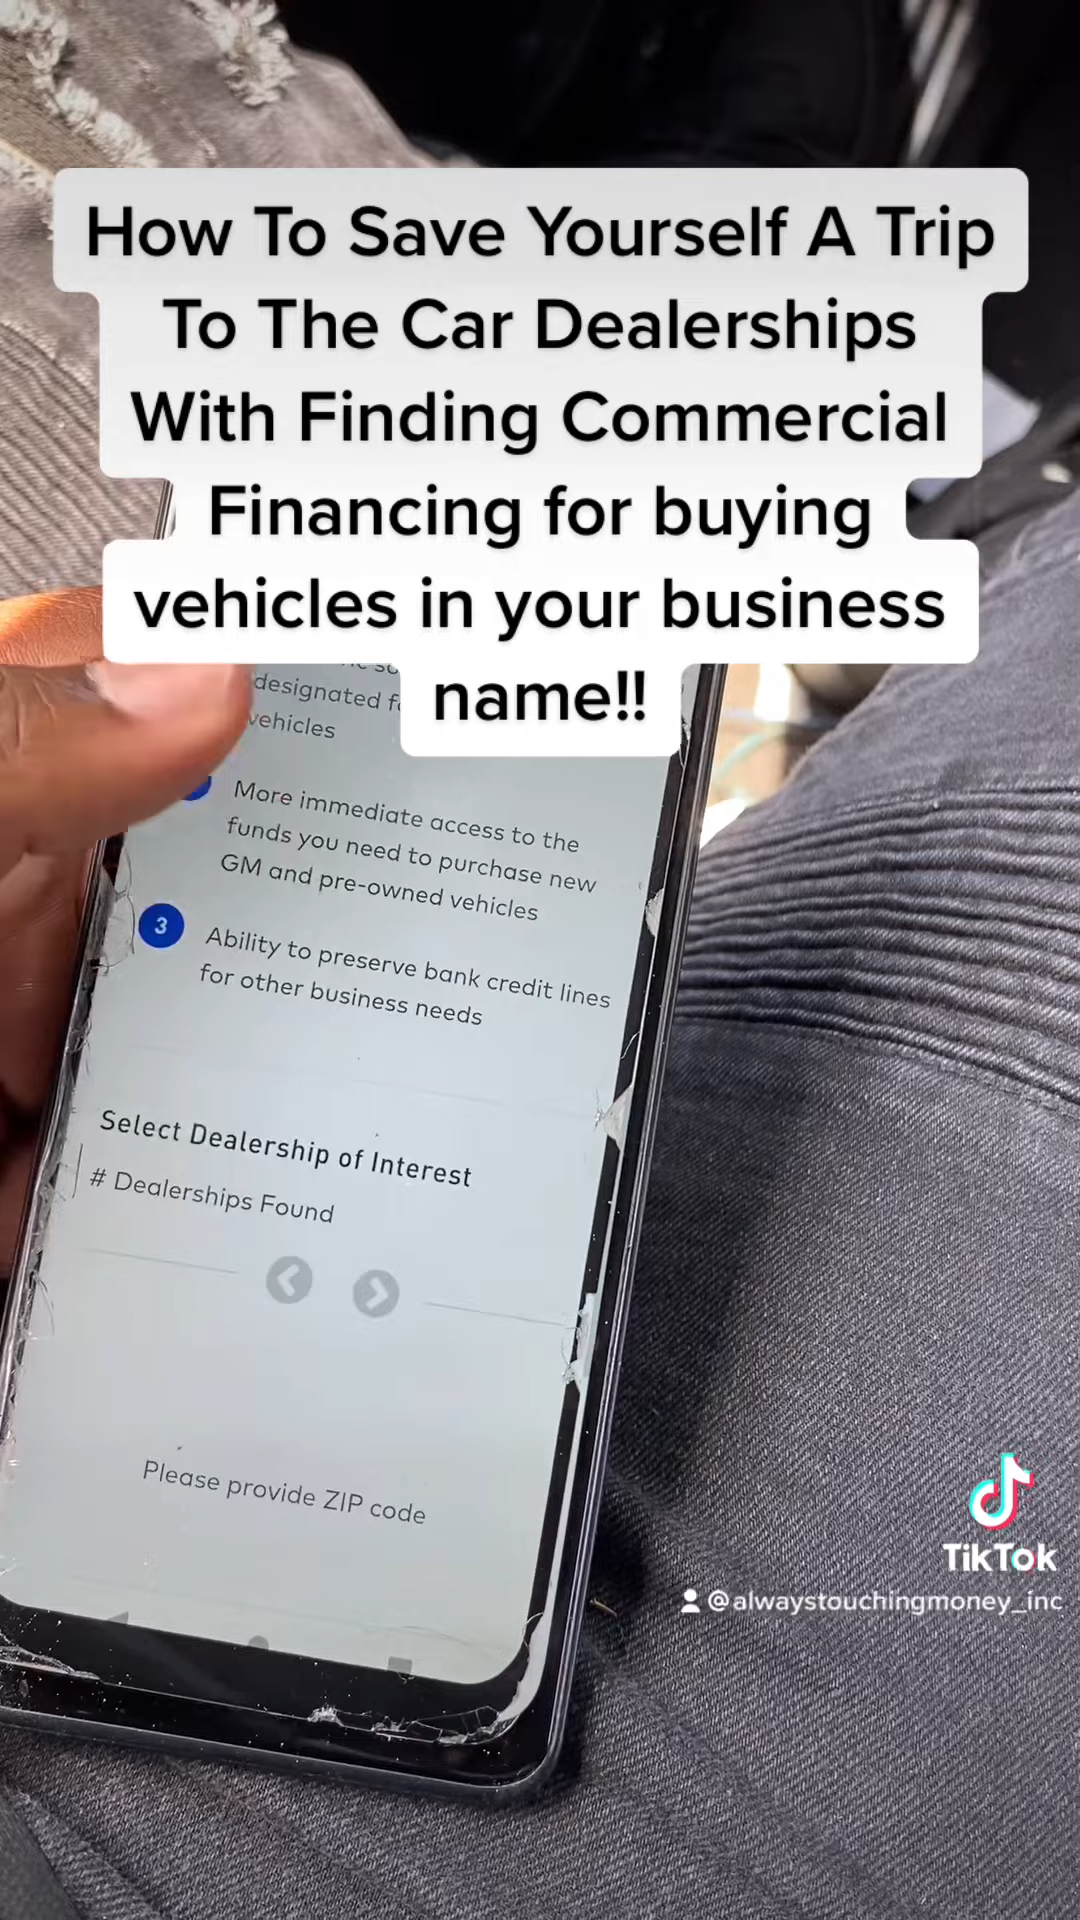 How To Save Yourself A Trip
To The Car Dealerships
With Finding Commercial
Financing for buying
vehicles in your business
name!!
designated
vehicles
More immediate access to the
funds you need to purchase new
GM and pre-owned vehicles
3
Ability to preserve bank credit lines
for other business needs
Select Dealership of Interest
# Dealerships Found
Please provide ZIP code
TikTok
@alwaystouchingmoney_inc